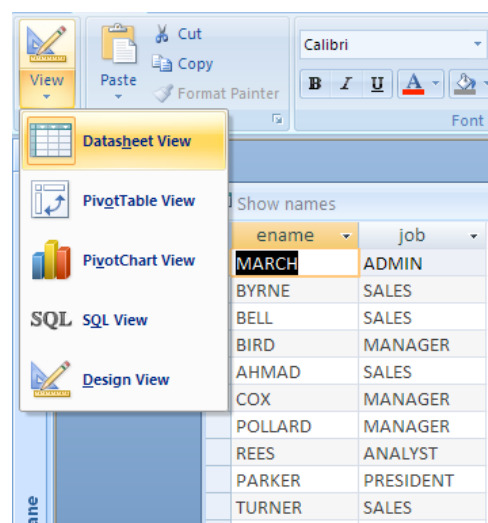 Cut
Copy
Format Painter
View
Paste
Calibri
B I U A
Font
Datasheet View
PivotTable View
PivotChart View
SQL SQL View
Design View
Show names
ename job
MARCH ADMIN
BYRNE SALES
BELL SALES
BIRD MANAGER
AHMAD SALES
COX MANAGER
POLLARD MANAGER
REES ANALYST
PARKER PRESIDENT
TURNER SALES